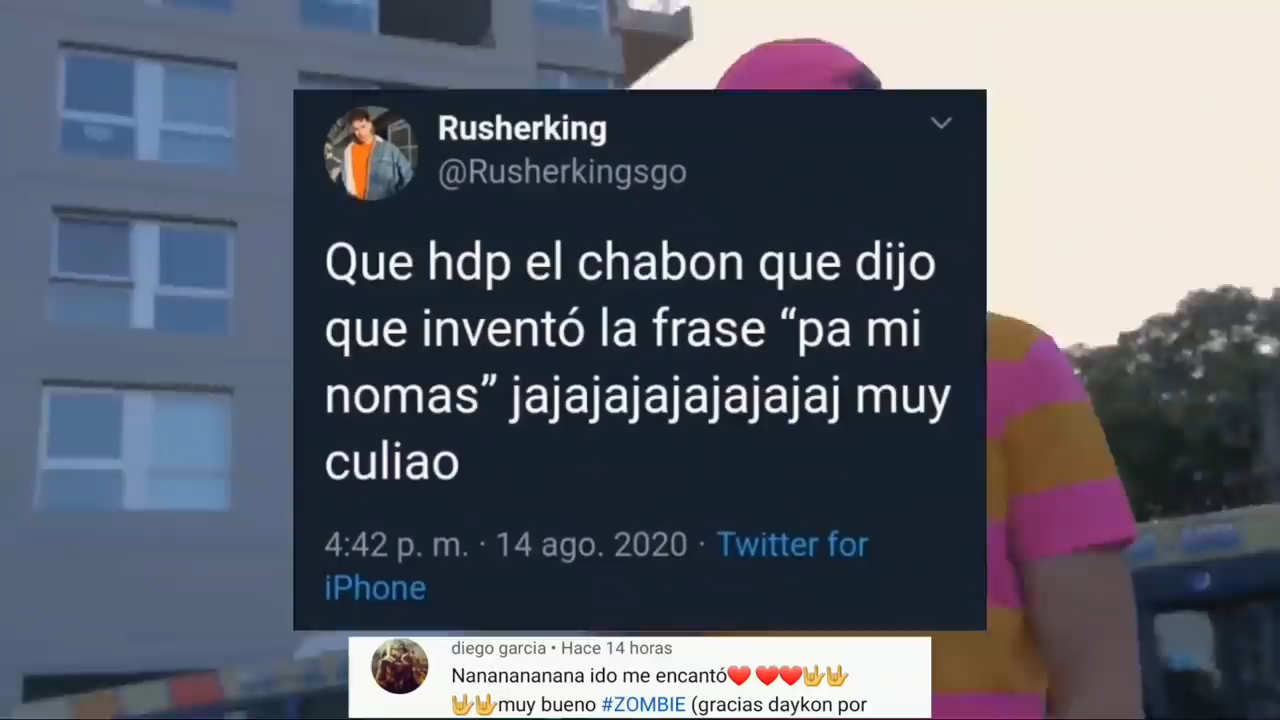 Rusherking
@Rusherkingsgo
Que hdp el chabon que dijo
que inventó la frase “pa mi
nomas” jajajajajajajajaj muy
culiao
4:42 p. m. · 14 ago. 2020 · Twitter for
iPhone
diego garcia • Hace 14 horas
Nananananana ido me encantó❤️ ❤️❤️🤟🤟
🤟🤟muy bueno #ZOMBIE (gracias daykon por